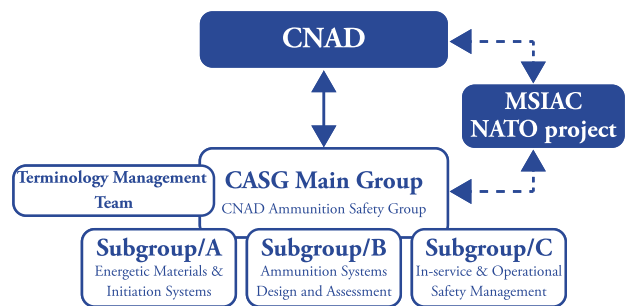 CNAD
MSIAC
NATO project
Terminology Management
Team
CASG Main Group
CNAD Ammunition Safety Group
Subgroup/A
Energetic Materials &
Initiation Systems
Subgroup/B
Ammunition Systems
Design and Assessment
Subgroup/C
In-service & Operational
Safety Management